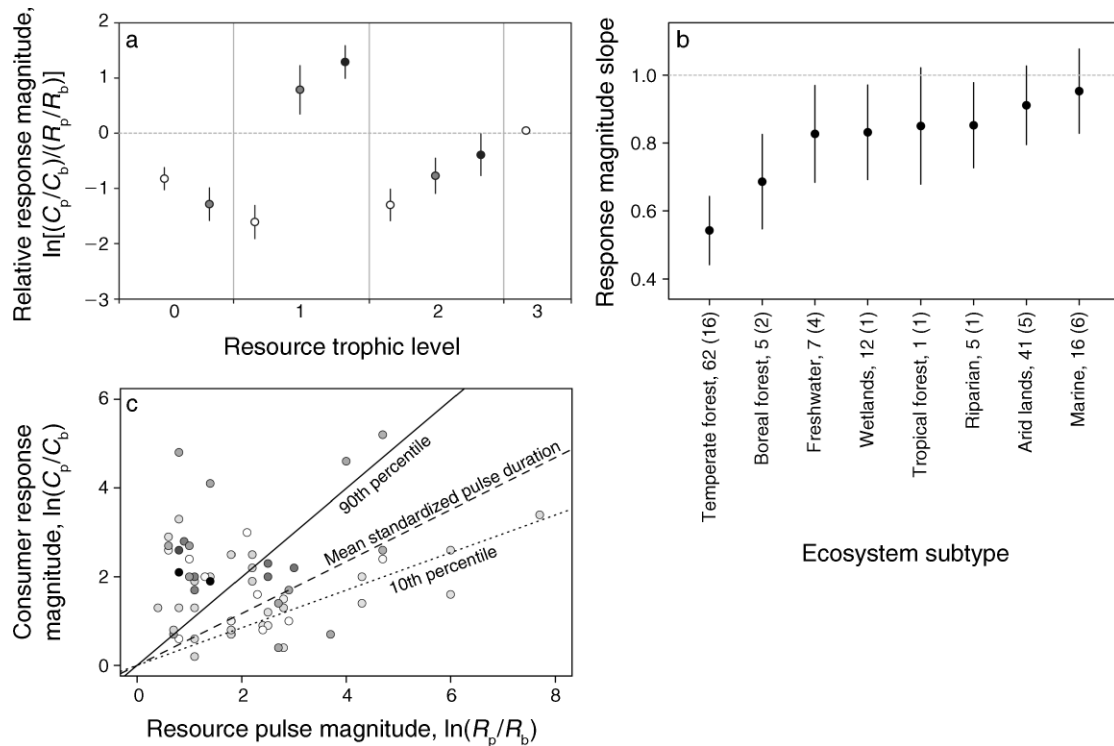 a
Relative response magnitude,
ln[(Cp/Cb)/(Rp/Rb)]
2
1
0
−1
−2
−3
0
1
2
3
Resource trophic level
b
Response magnitude slope
1.0
0.8
0.6
0.4
Temperate forest, 62 (16)
Boreal forest, 5 (2)
Freshwater, 7 (4)
Wetlands, 12 (1)
Tropical forest, 1 (1)
Riparian, 5 (1)
Arid lands, 41 (5)
Marine, 16 (6)
Ecosystem subtype
c
Consumer response
magnitude, ln(Cp/Cb)
6
4
2
0
90th percentile
Mean standardized pulse duration
10th percentile
0
2
4
6
8
Resource pulse magnitude, ln(Rp/Rb)